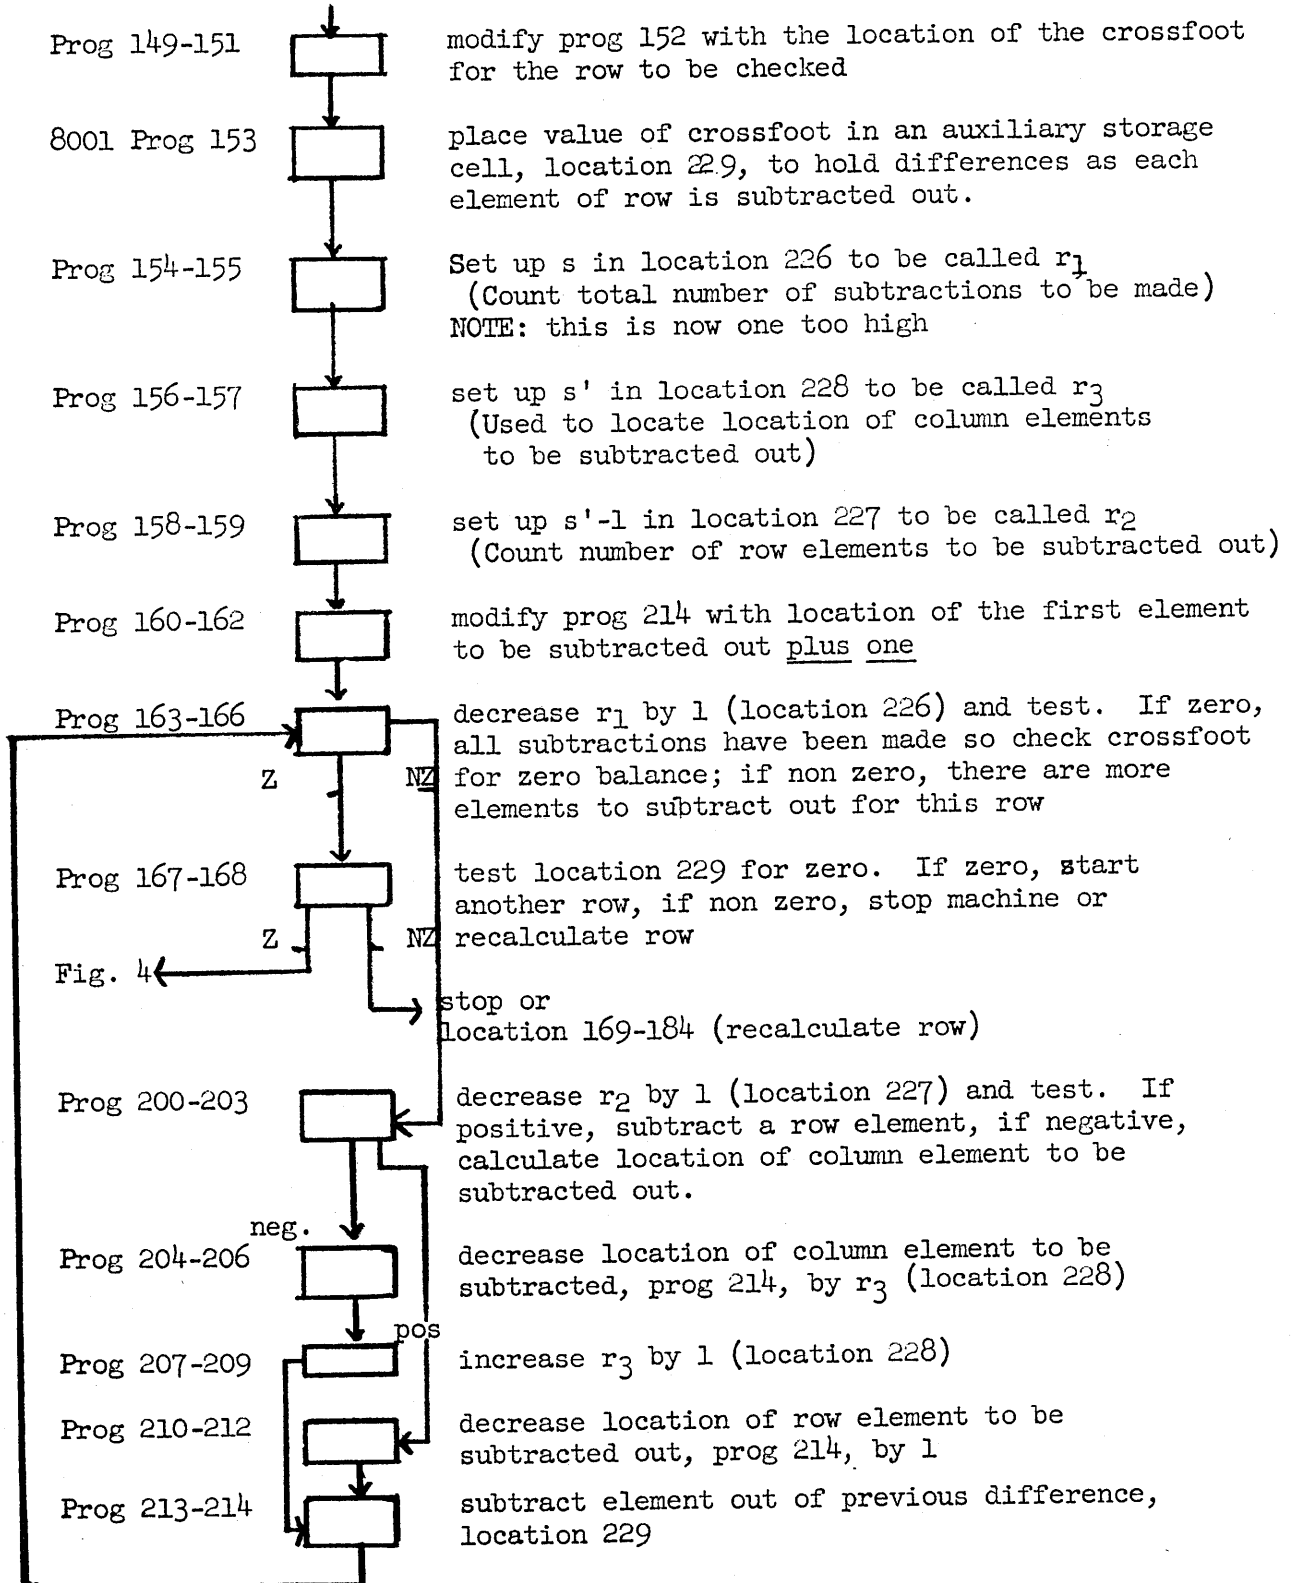 Prog 149-151 modify prog 152 with the location of the crossfoot
for the row to be checked
8001 Prog 153 place value of crossfoot in an auxiliary storage
cell, location 229, to hold differences as each
element of row is subtracted out.
Prog 154-155 Set up s in location 226 to be called r1
(Count total number of subtractions to be made)
NOTE: this is now one too high
Prog 156-157 set up s' in location 228 to be called r3
(Used to locate location of column elements
to be subtracted out)
Prog 158-159 set up s'-1 in location 227 to be called r2
(Count number of row elements to be subtracted out)
Prog 160-162 modify prog 214 with location of the first element
to be subtracted out plus one
Prog 163-166 decrease r1 by 1 (location 226) and test. If zero,
all subtractions have been made so check crossfoot
Z NZ for zero balance; if non zero, there are more
elements to subtract out for this row
Prog 167-168 test location 229 for zero. If zero, start
another row, if non zero, stop machine or
Z NZ recalculate row
Fig. 4
stop or
location 169-184 (recalculate row)
Prog 200-203 decrease r2 by 1 (location 227) and test. If
positive, subtract a row element, if negative,
calculate location of column element to be
subtracted out.
neg.
Prog 204-206 decrease location of column element to be
subtracted, prog 214, by r3 (location 228)
pos
Prog 207-209 increase r3 by 1 (location 228)
Prog 210-212 decrease location of row element to be
subtracted out, prog 214, by 1
Prog 213-214 subtract element out of previous difference,
location 229